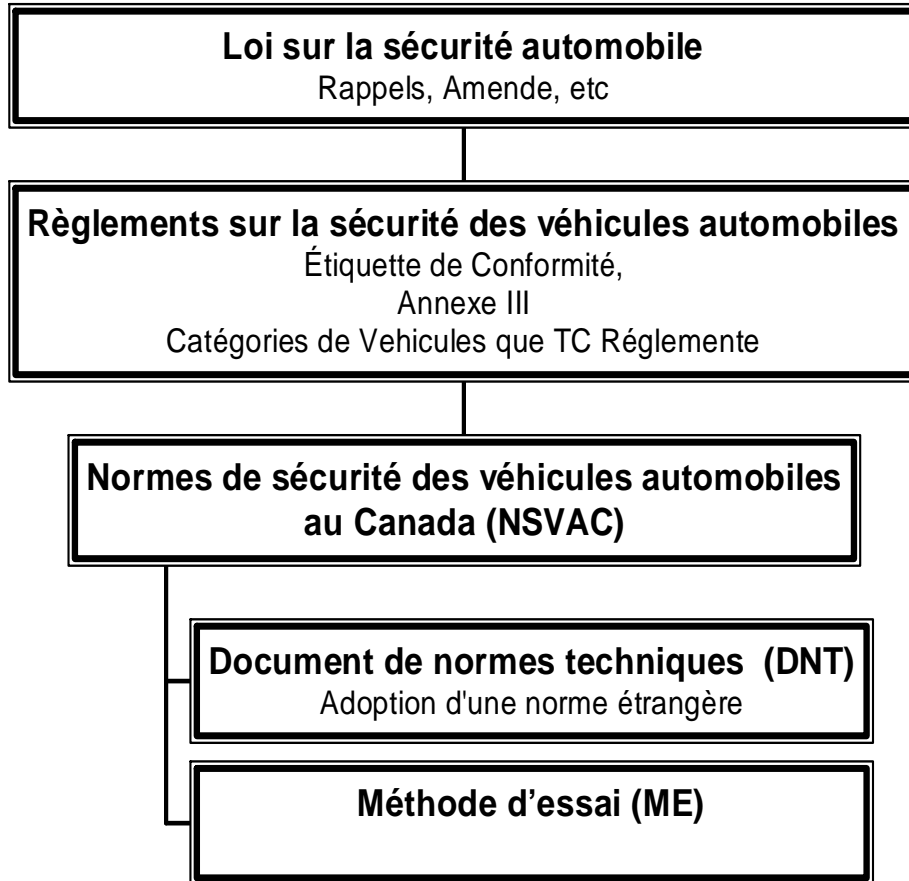 Loi sur la sécurité automobile
Rappels, Amende, etc
Règlements sur la sécurité des véhicules automobiles
Étiquette de Conformité,
Annexe III
Catégories de Vehicules que TC Réglemente
Normes de sécurité des véhicules automobiles
au Canada (NSVAC)
Document de normes techniques (DNT)
Adoption d'une norme étrangère
Méthode d’essai (ME)